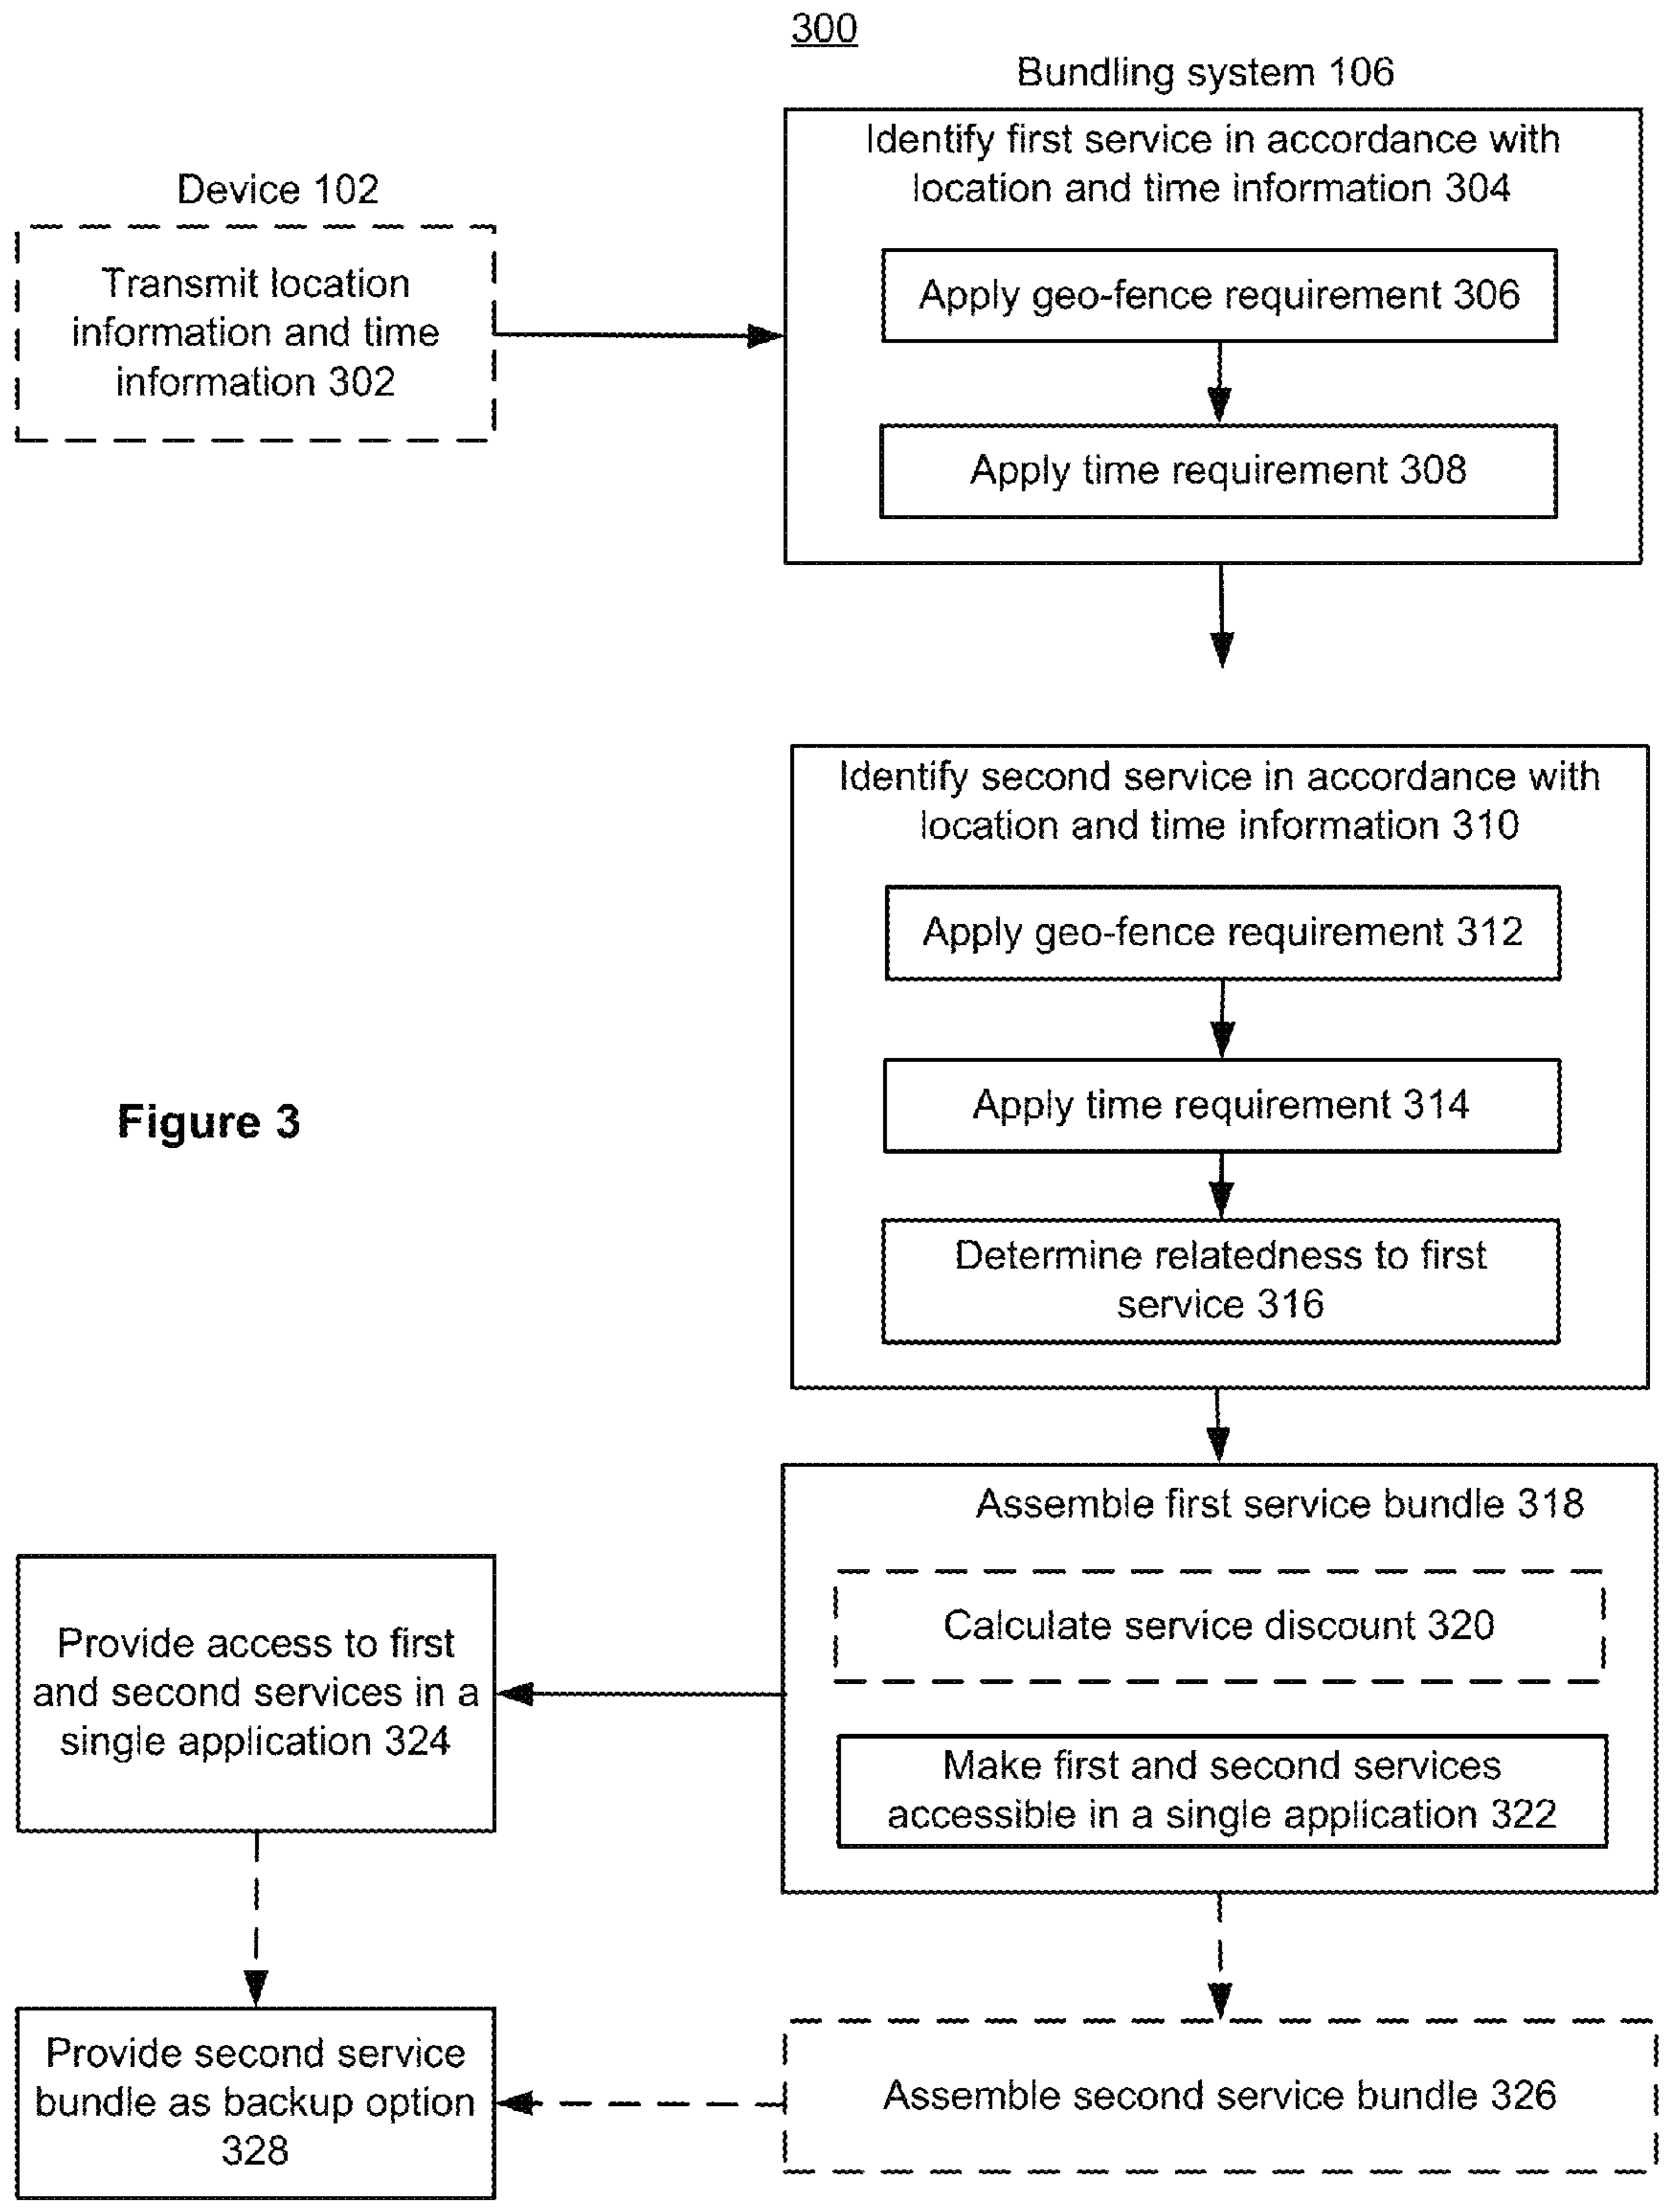 300
Bundling system 106
Identify first service in accordance with
location and time information 304
Device 102
Transmit location
information and time
information 302
Apply geo-fence requirement 306
Apply time requirement 308
Identify second service in accordance with
location and time information 310
Apply geo-fence requirement 312
Apply time requirement 314
Figure 3
Determine relatedness to first
service 316
Assemble first service bundle 318
Calculate service discount 320
Provide access to first
and second services in a
single application 324
Make first and second services
accessible in a single application 322
Provide second service
bundle as backup option
328
Assemble second service bundle 326